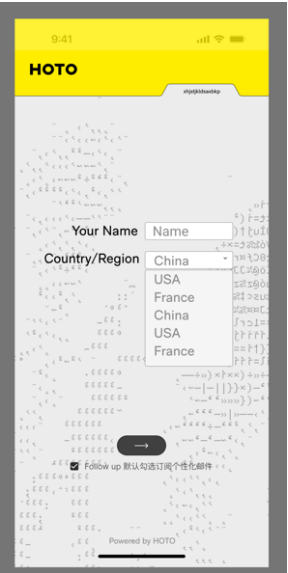 9:41
HOTO
Your Name
Name
Country/Region
China
USA
France
China
USA
France
Follow up 默认勾选订阅个性化邮件
Powered by HOTO